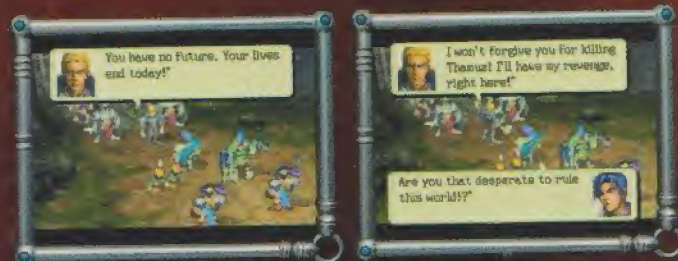 You have no future. Your lives
end today!"
I won't forgive you for killing
Thamuz! I'll have my revenge,
right here!"
Are you that desperate to rule
this world!?"